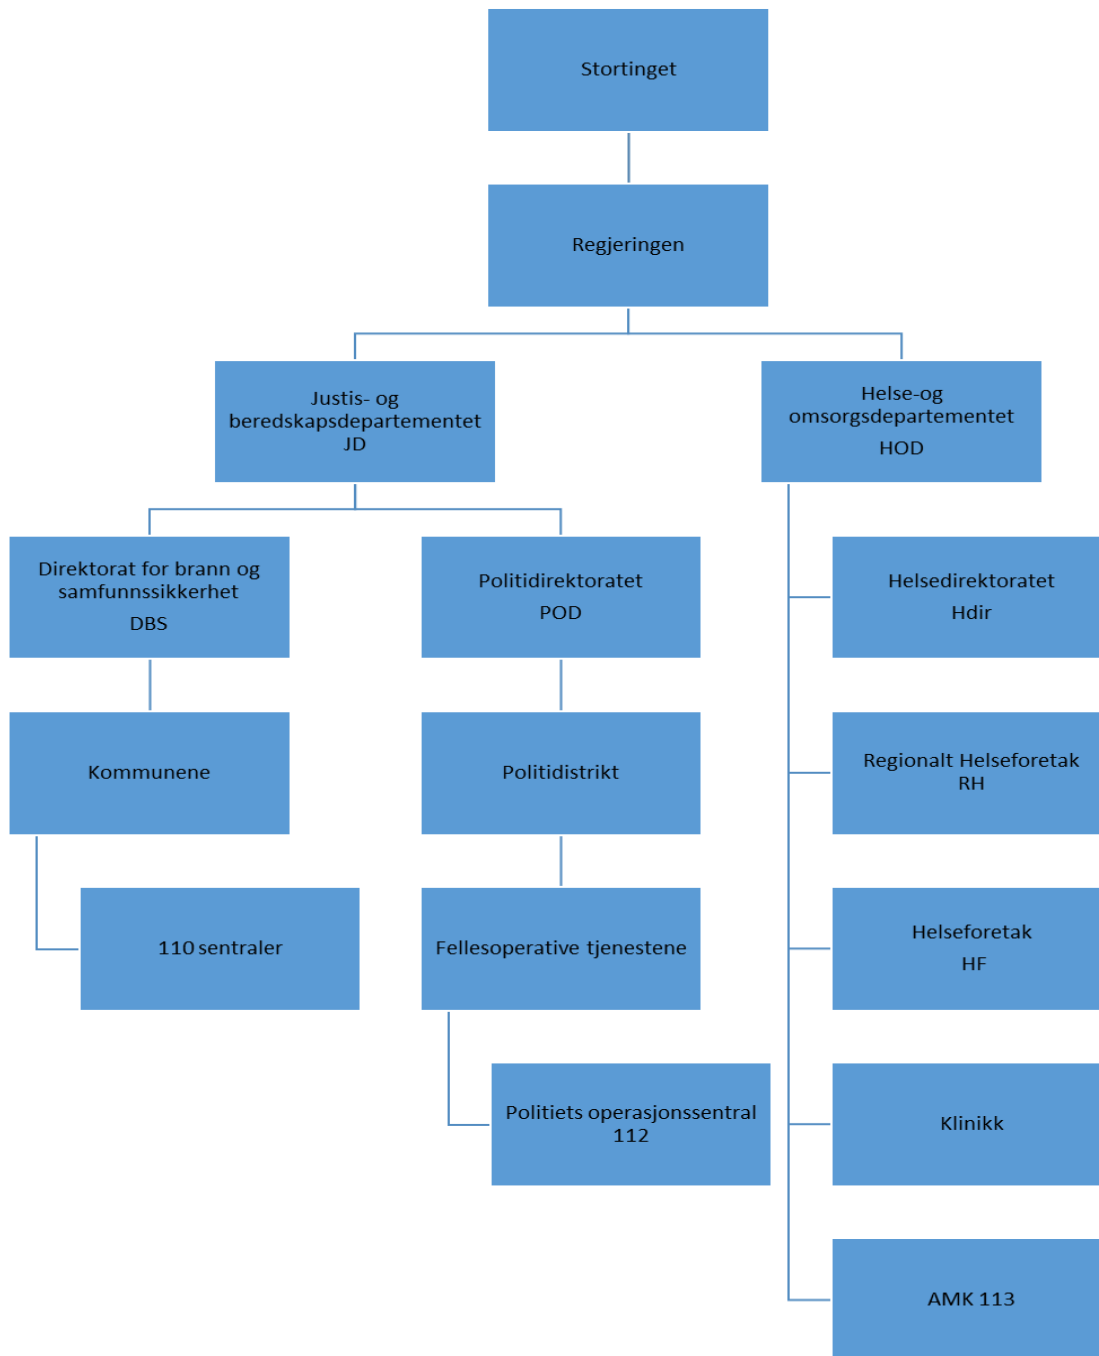 Stortinget
Regjeringen
Justis- og
beredskapsdepartementet
JD
Helse-og
omsorgsdepartementet
HOD
Direktorat for brann og
samfunnssikkerhet
DBS
Politidirektoratet
POD
Helsedirektoratet
Hdir
Kommunene
Politidistrikt
Regionalt Helseforetak
RH
110 sentraler
Fellesoperative tjenestene
Helseforetak
HF
Politiets operasjonssentral
112
Klinikk
AMK 113